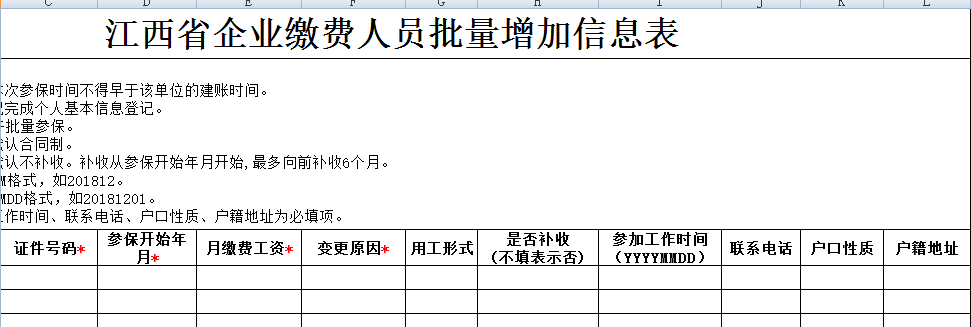 C D E F G H I J K L
江西省企业缴费人员批量增加信息表
次参保时间不得早于该单位的建账时间。
完成个人基本信息登记。
批量参保。
认合同制。
认不补收。补收从参保开始年月开始,最多向前补收6个月。
M格式，如201812。
MDD格式，如20181201。
作时间、联系电话、户口性质、户籍地址为必填项。
证件号码* 参保开始年月* 月缴费工资* 变更原因* 用工形式 是否补收(不填表示否) 参加工作时间（YYYYMMDD） 联系电话 户口性质 户籍地址